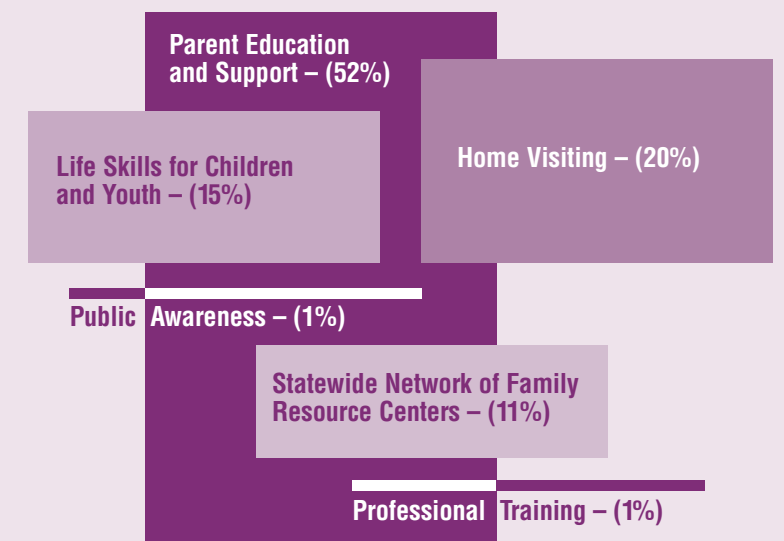 Parent Education
and Support – (52%)
Home Visiting – (20%)
Life Skills for Children
and Youth – (15%)
Public Awareness – (1%)
Statewide Network of Family
Resource Centers – (11%)
Professional Training – (1%)